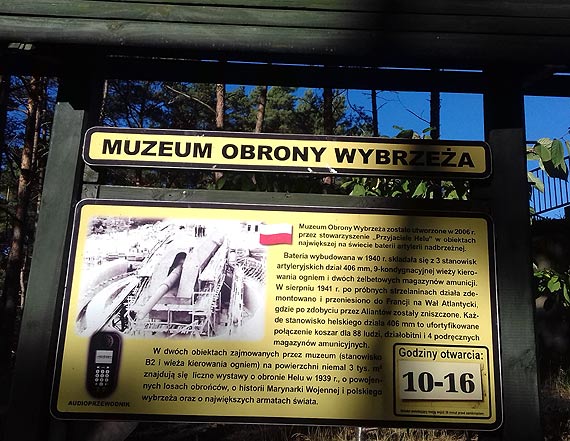 MUZEUM OBRONY WYBRZEŻA
Muzeum Obrony Wybrzeża zostało utworzone w 2006 r.
przez stowarzyszenie „Przyjaciele Helu” w obiektach
największej na świecie baterii artylerii nadbrzeżnej.
Bateria wybudowana w 1940 r. składała się z 3 stanowisk
artyleryjskich dział 406 mm, 9-kondygnacyjnej wieży kiero-
wania ogniem i dwóch żelbetowych magazynów amunicji.
W sierpniu 1941 r. po próbnych strzelaniach działa zde-
montowano i przeniesiono do Francji na Wał Atlantycki,
gdzie po zdobyciu przez Aliantów zostały zniszczone. Każ-
de stanowisko helskiego działa 406 mm to ufortyfikowane
połączenie koszar dla 88 ludzi, działobitni i 4 podręcznych
magazynów amunicyjnych.
W dwóch obiektach zajmowanych przez muzeum (stanowisko
B2 i wieża kierowania ogniem) na powierzchni niemal 3 tys. m²
znajdują się liczne wystawy o obronie Helu w 1939 r., o powojen-
nych losach obrońców, o historii Marynarki Wojennej i polskiego
wybrzeża oraz o największych armatach świata.
AUDIOPRZEWODNIK
Godziny otwarcia:
10-16